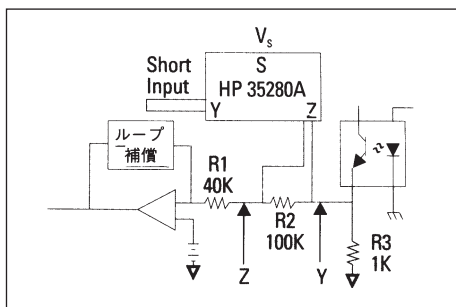 Vs
Short
Input
S
HP 35280A
Y
Z
ループ
補償
R1
40K
R2
100K
R3
1K
Z
Y